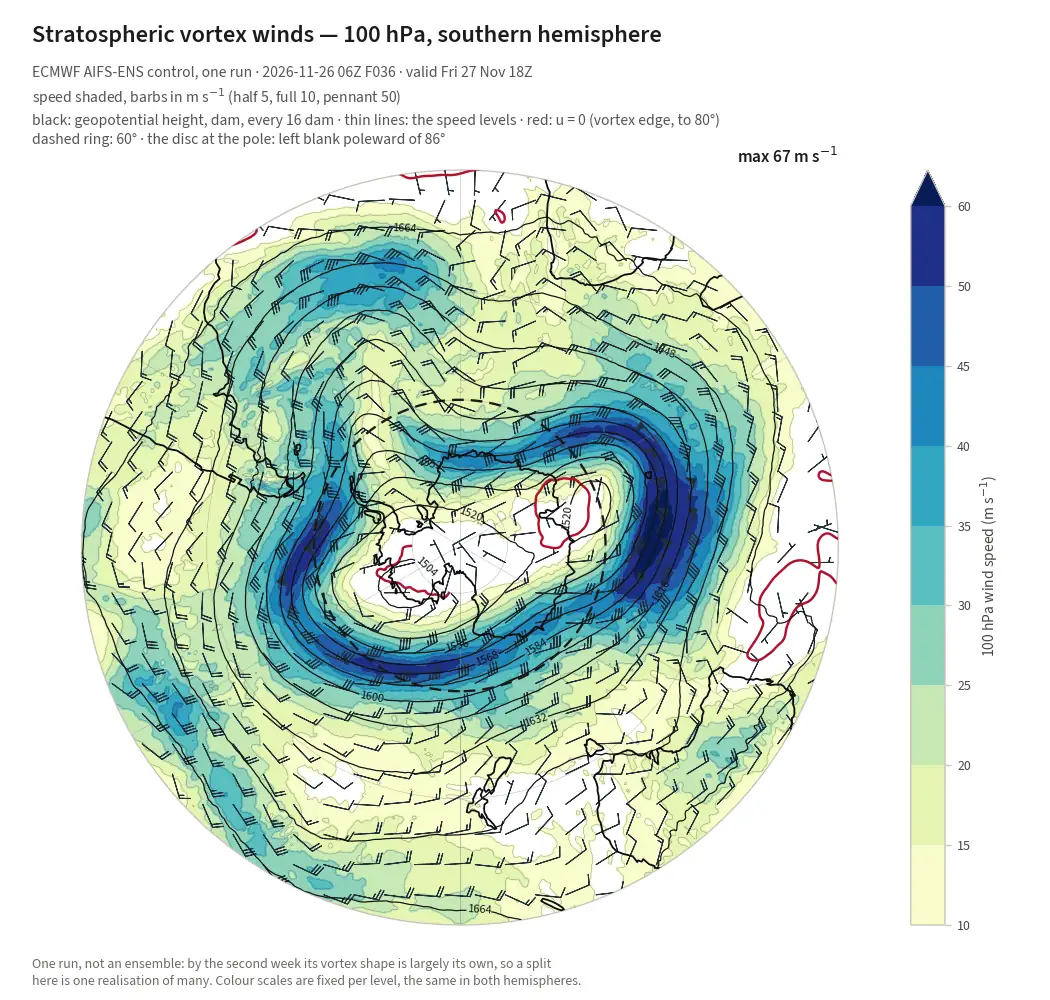 Stratospheric vortex winds — 100 hPa, southern hemisphere
ECMWF AIFS-ENS control, one run · 2026-11-26 06Z F036 · valid Fri 27 Nov 18Z
speed shaded, barbs in m s⁻¹ (half 5, full 10, pennant 50)
black: geopotential height, dam, every 16 dam · thin lines: the speed levels · red: u = 0 (vortex edge, to 80°)
dashed ring: 60° · the disc at the pole: left blank poleward of 86°
max 67 m s⁻¹
1664
1648
1520
1520
1504
1616
1584
1568
1600
1632
1664
60
50
45
40
35
30
25
20
15
10
100 hPa wind speed (m s⁻¹)
One run, not an ensemble: by the second week its vortex shape is largely its own, so a split
here is one realisation of many. Colour scales are fixed per level, the same in both hemispheres.